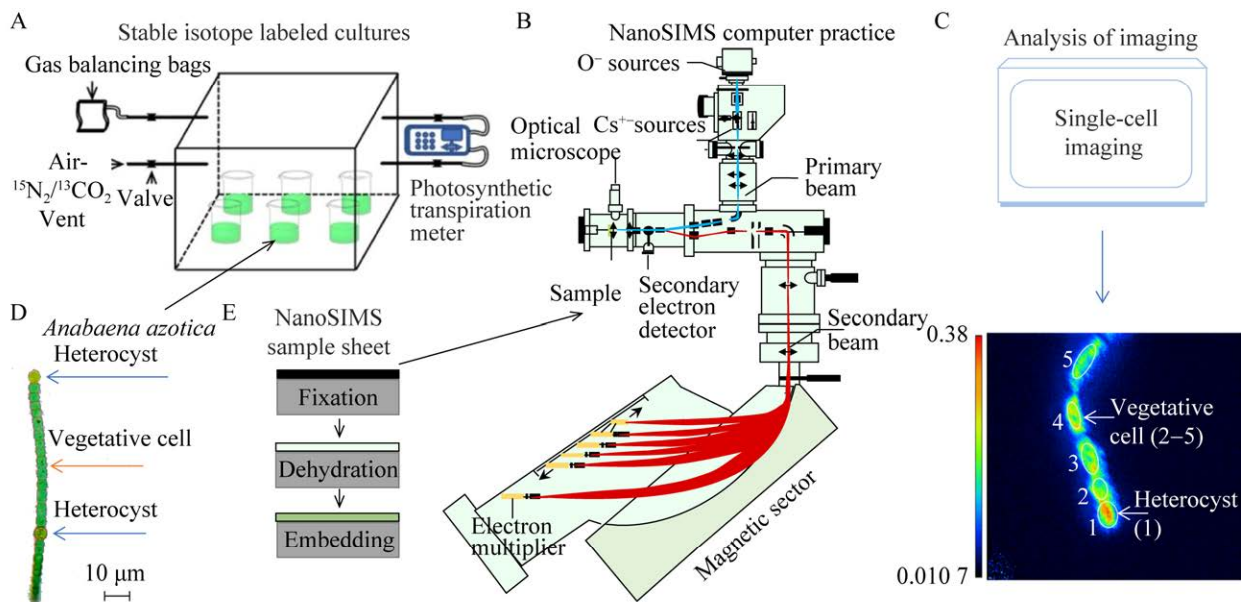 A
Stable isotope labeled cultures
Gas balancing bags
Air-
¹⁵N₂/¹³CO₂
Vent
Valve
Photosynthetic
transpiration
meter
B
NanoSIMS computer practice
O⁻ sources
Cs⁺⁻sources
Optical
microscope
Primary
beam
Sample
Secondary
electron
detector
Secondary
beam
Electron
multiplier
Magnetic sector
C
Analysis of imaging
Single-cell
imaging
0.38
5
4
3
2
1
Vegetative
cell (2−5)
Heterocyst
(1)
0.010 7
D
Anabaena azotica
Heterocyst
Vegetative cell
Heterocyst
10 μm
E
NanoSIMS
sample sheet
Fixation
Dehydration
Embedding